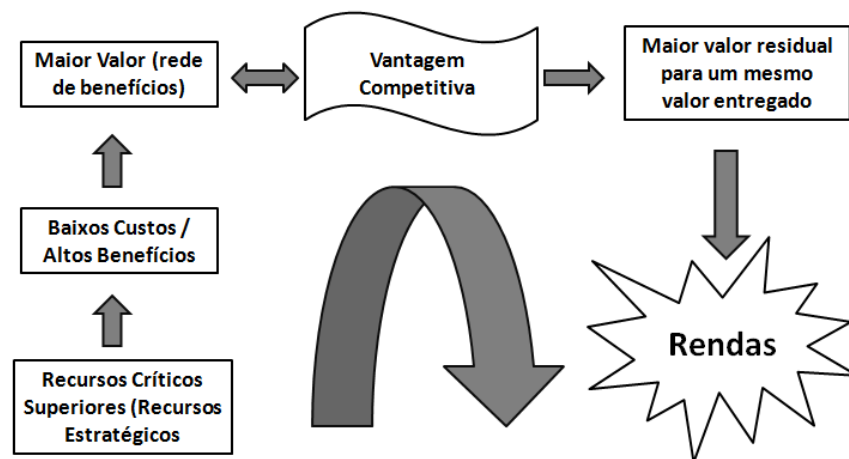 Maior Valor (rede
de benefícios)
Vantagem
Competitiva
Maior valor residual
para um mesmo
valor entregado
Baixos Custos /
Altos Benefícios
Rendas
Recursos Críticos
Superiores (Recursos
Estratégicos